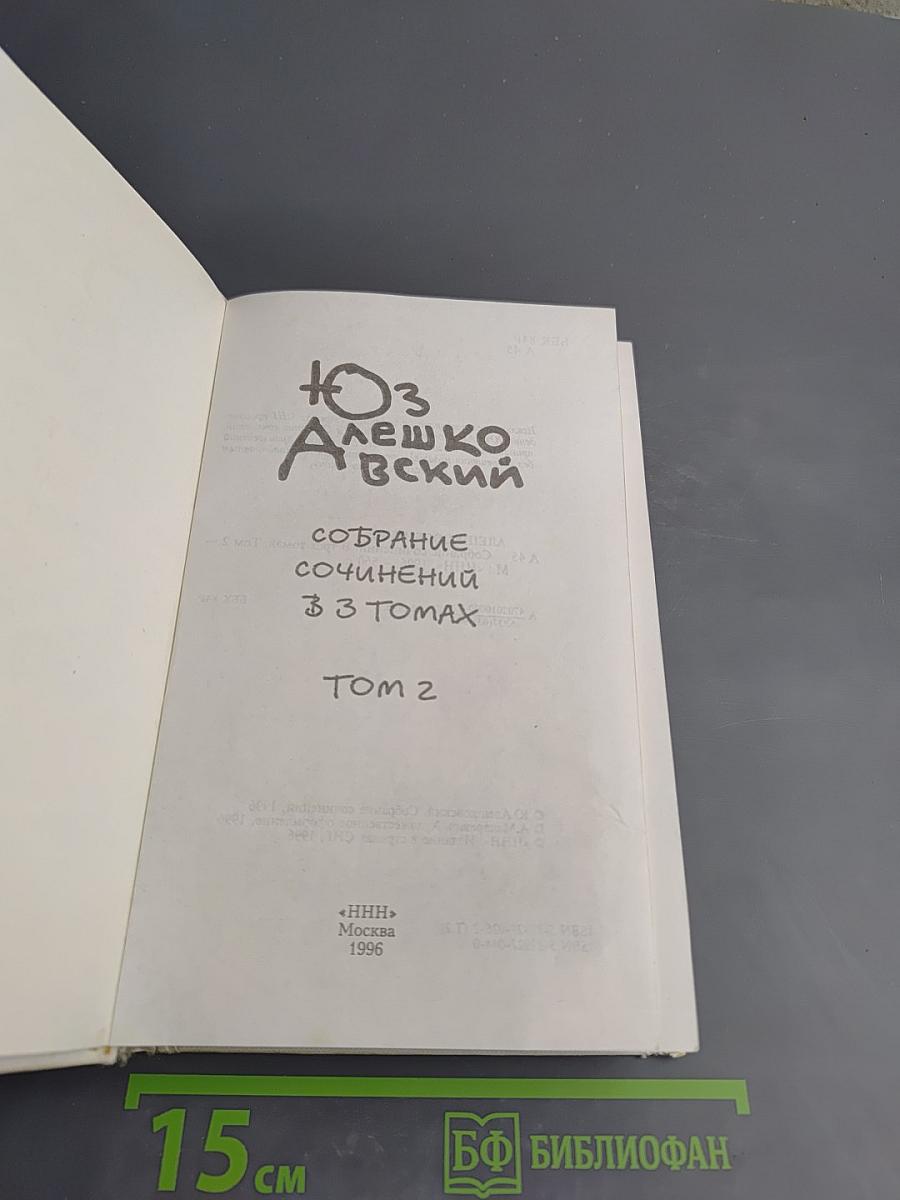 Юз
Алешко
вский
СОБРАНИЕ
СОЧИНЕНИЙ
В 3 ТОМАХ
ТОМ 2
«ННН»
Москва
1996
15 см
БФ БИБЛИОФАН